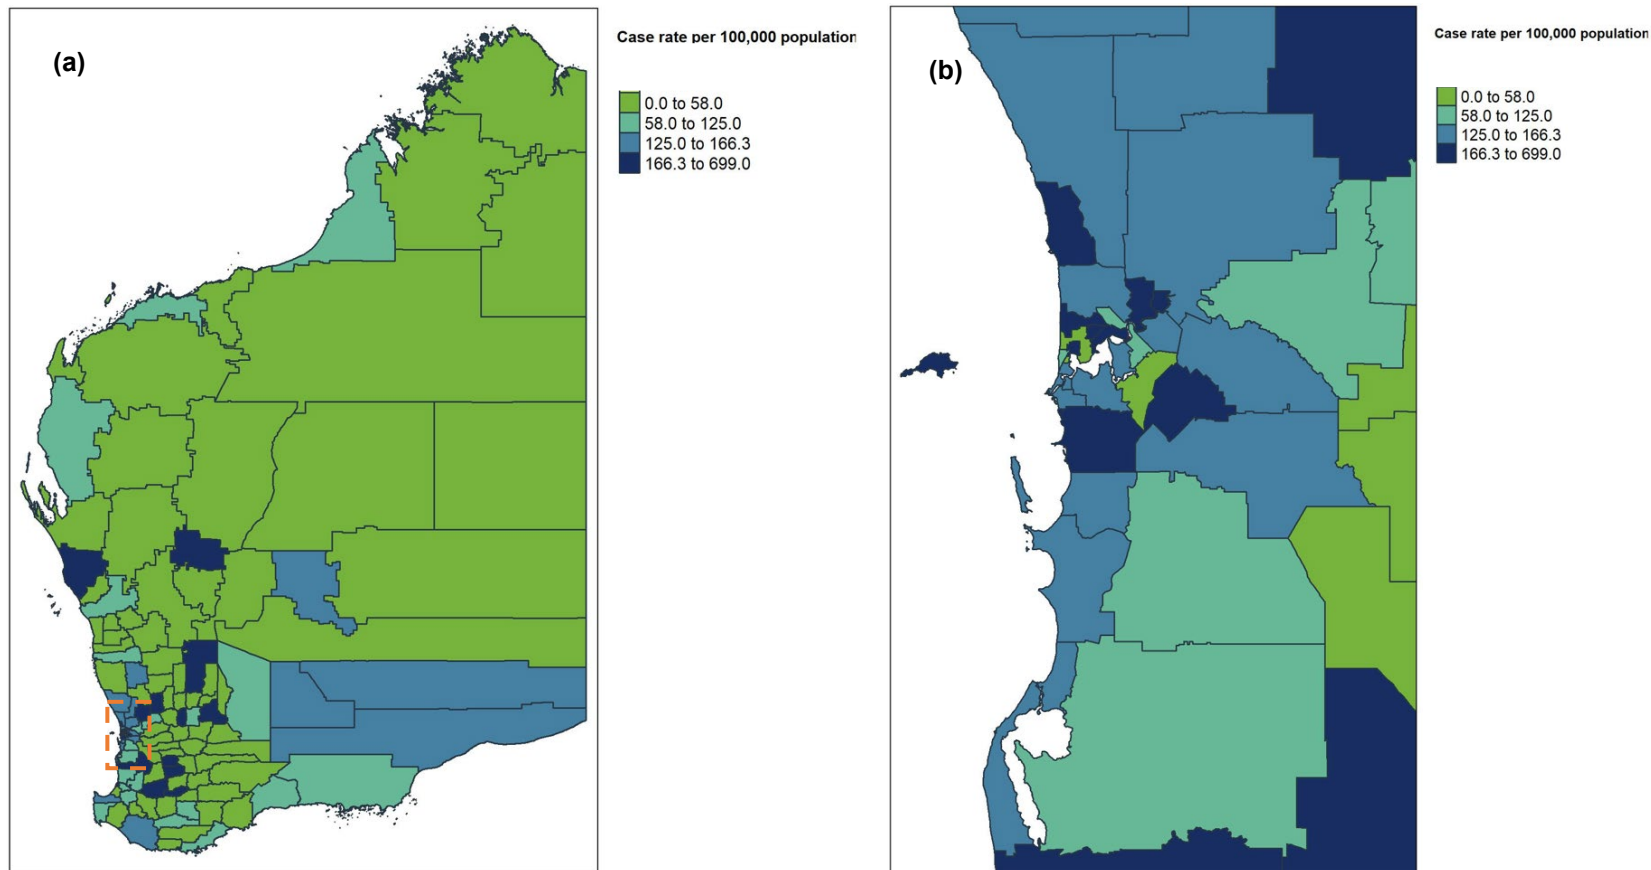 (a)
Case rate per 100,000 population
0.0 to 58.0
58.0 to 125.0
125.0 to 166.3
166.3 to 699.0
(b)
Case rate per 100,000 population
0.0 to 58.0
58.0 to 125.0
125.0 to 166.3
166.3 to 699.0